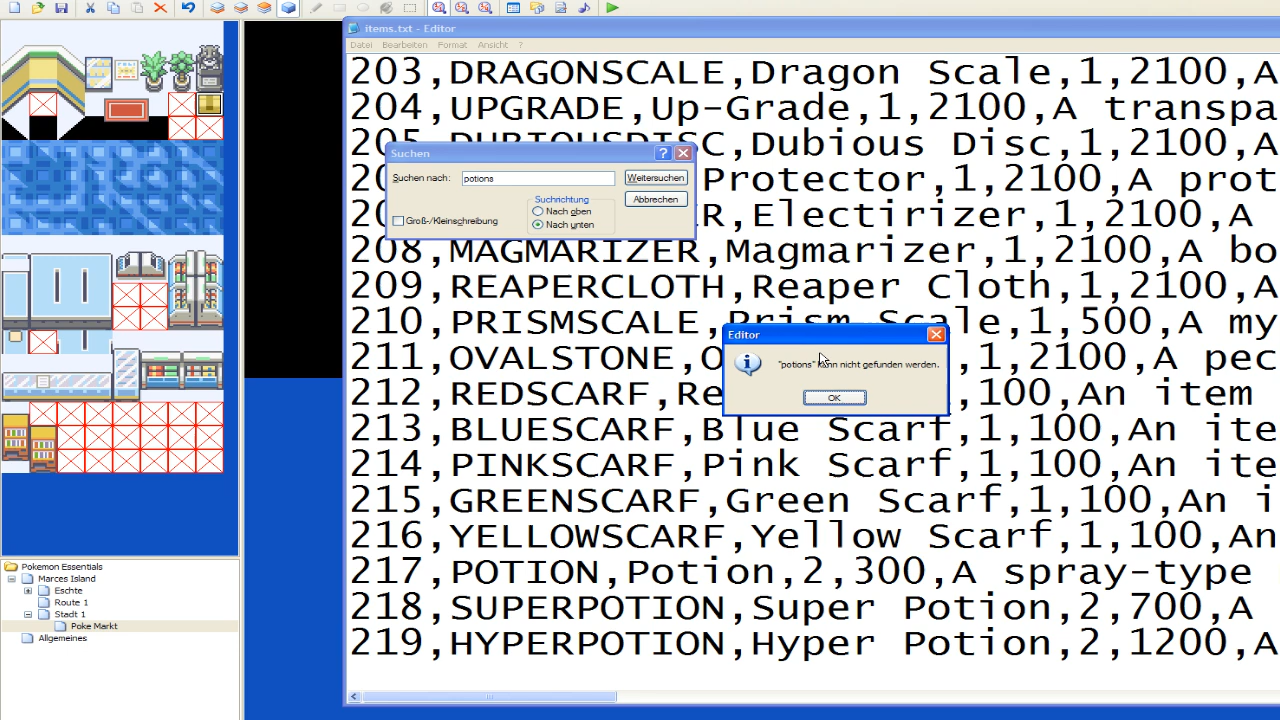 items.txt - Editor
Datei Bearbeiten Format Ansicht ?
203,DRAGONSCALE,Dragon Scale,1,2100,A
204,UPGRADE,Up-Grade,1,2100,A transpa
C,Dubious Disc,1,2100,A
Suchen
Suchen nach: potions Weitersuchen
Protector,1,2100,A prot
Abbrechen
Suchrichtung
Nach oben
R,Electirizer,1,2100,A
Groß-/Kleinschreibung Nach unten
208,MAGMARIZER,Magmarizer,1,2100,A bo
209,REAPERCLOTH,Reaper Cloth,1,2100,A
210,PRISMSCALE,Prism Scale,1,500,A my
Editor
211,OVALSTONE,O ,1,2100,A pec
"potions" kann nicht gefunden werden.
212,REDSCARF,Re ,100,An item
OK
213,BLUESCARF,Blue Scarf,1,100,An ite
214,PINKSCARF,Pink Scarf,1,100,An ite
215,GREENSCARF,Green Scarf,1,100,An i
216,YELLOWSCARF,Yellow Scarf,1,100,An
217,POTION,Potion,2,300,A spray-type
218,SUPERPOTION,Super Potion,2,700,A
219,HYPERPOTION,Hyper Potion,2,1200,A
Pokemon Essentials
Marces Island
Eschte
Route 1
Stadt 1
Poke Markt
Allgemeines